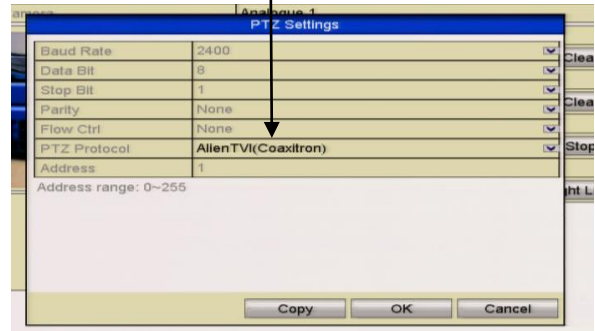 Analogue 1
PTZ Settings
Baud Rate 2400
Data Bit 8
Stop Bit 1
Parity None
Flow Ctrl None
PTZ Protocol AlienTVI(Coaxitron)
Address 1
Address range: 0~255
Clea
Clea
Stop
ght L
Copy OK Cancel